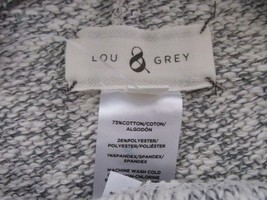 LOU & GREY
73%COTTON/COTON/
ALGODÓN
26%POLYESTER/
POLYESTER/POLIÉSTER
1%SPANDEX/SPANDEX/
SPANDEX
MACHINE WASH COLD